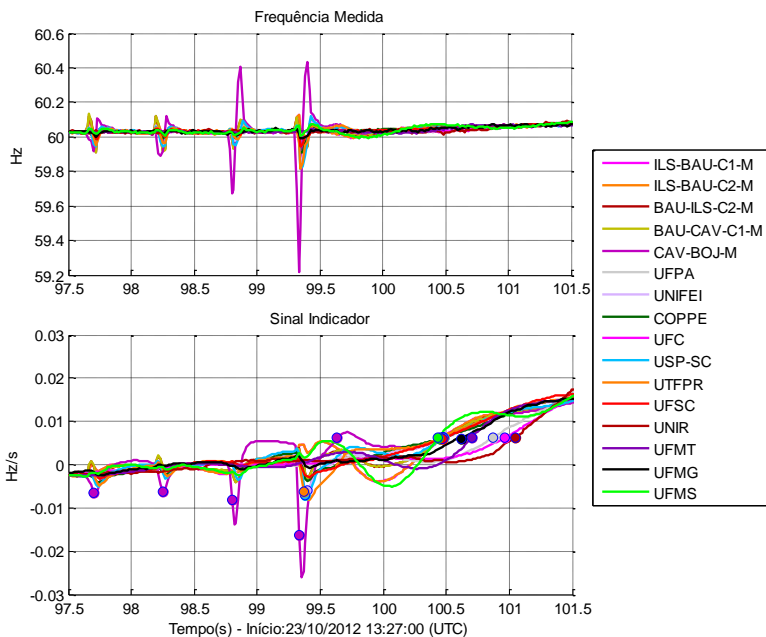 Frequência Medida
60.6
60.4
60.2
60
59.8
59.6
59.4
59.2
Hz
97.5 98 98.5 99 99.5 100 100.5 101 101.5
Sinal Indicador
0.03
0.02
0.01
0
-0.01
-0.02
-0.03
Hz/s
97.5 98 98.5 99 99.5 100 100.5 101 101.5
Tempo(s) - Início:23/10/2012 13:27:00 (UTC)
ILS-BAU-C1-M
ILS-BAU-C2-M
BAU-ILS-C2-M
BAU-CAV-C1-M
CAV-BOJ-M
UFPA
UNIFEI
COPPE
UFC
USP-SC
UTFPR
UFSC
UNIR
UFMT
UFMG
UFMS